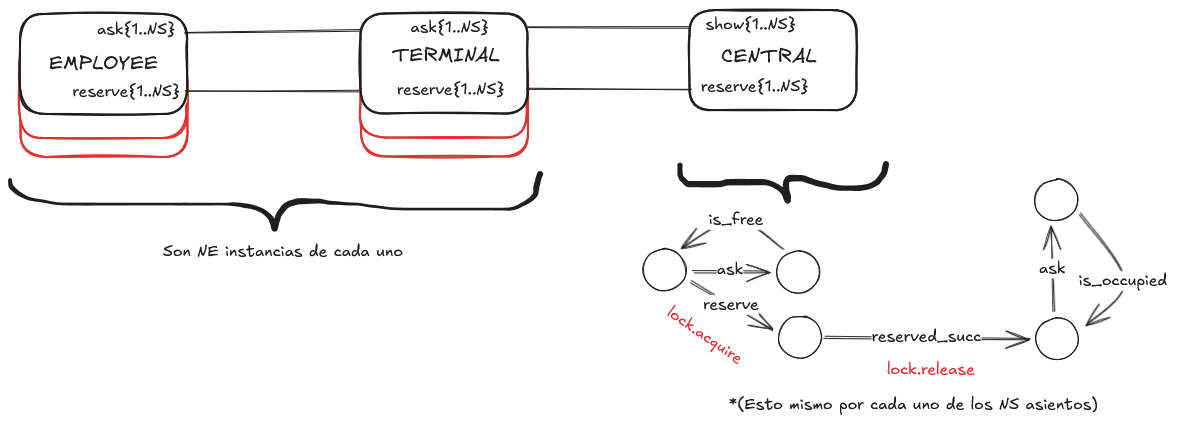 ask{1..NS}
EMPLOYEE
reserve{1..NS}
ask{1..NS}
TERMINAL
reserve{1..NS}
show{1..NS}
CENTRAL
reserve{1..NS}
Son NE instancias de cada uno
is_free
ask
reserve
lock.acquire
reserved_succ
lock.release
ask
is_occupied
*(Esto mismo por cada uno de los NS asientos)